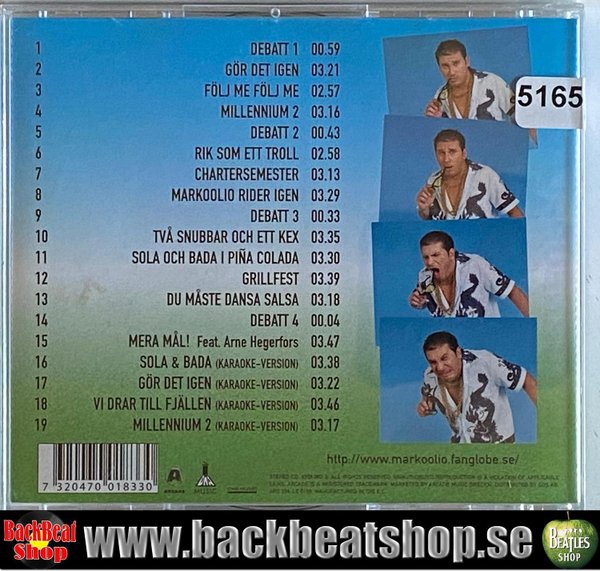 1 DEBATT 1 00.59
2 GÖR DET IGEN 03.21
3 FÖLJ ME FÖLJ ME 02.57
4 MILLENNIUM 2 03.16
5 DEBATT 2 00.43
6 RIK SOM ETT TROLL 02.58
7 CHARTERSEMESTER 03.13
8 MARKOOLIO RIDER IGEN 03.29
9 DEBATT 3 00.33
10 TVÅ SNUBBAR OCH ETT KEX 03.35
11 SOLA OCH BADA I PIÑA COLADA 03.30
12 GRILLFEST 03.39
13 DU MÅSTE DANSA SALSA 03.18
14 DEBATT 4 00.04
15 MERA MÅL! Feat. Arne Hegerfors 03.47
16 SOLA & BADA (KARAOKE-VERSION) 03.38
17 GÖR DET IGEN (KARAOKE-VERSION) 03.22
18 VI DRAR TILL FJÄLLEN (KARAOKE-VERSION) 03.46
19 MILLENNIUM 2 (KARAOKE-VERSION) 03.17
5165
http://www.markoolio.fanglobe.se/
7 320470 018330
MUSIC
BackBeat Shop
www.backbeatshop.se
BEATLES
SHOP